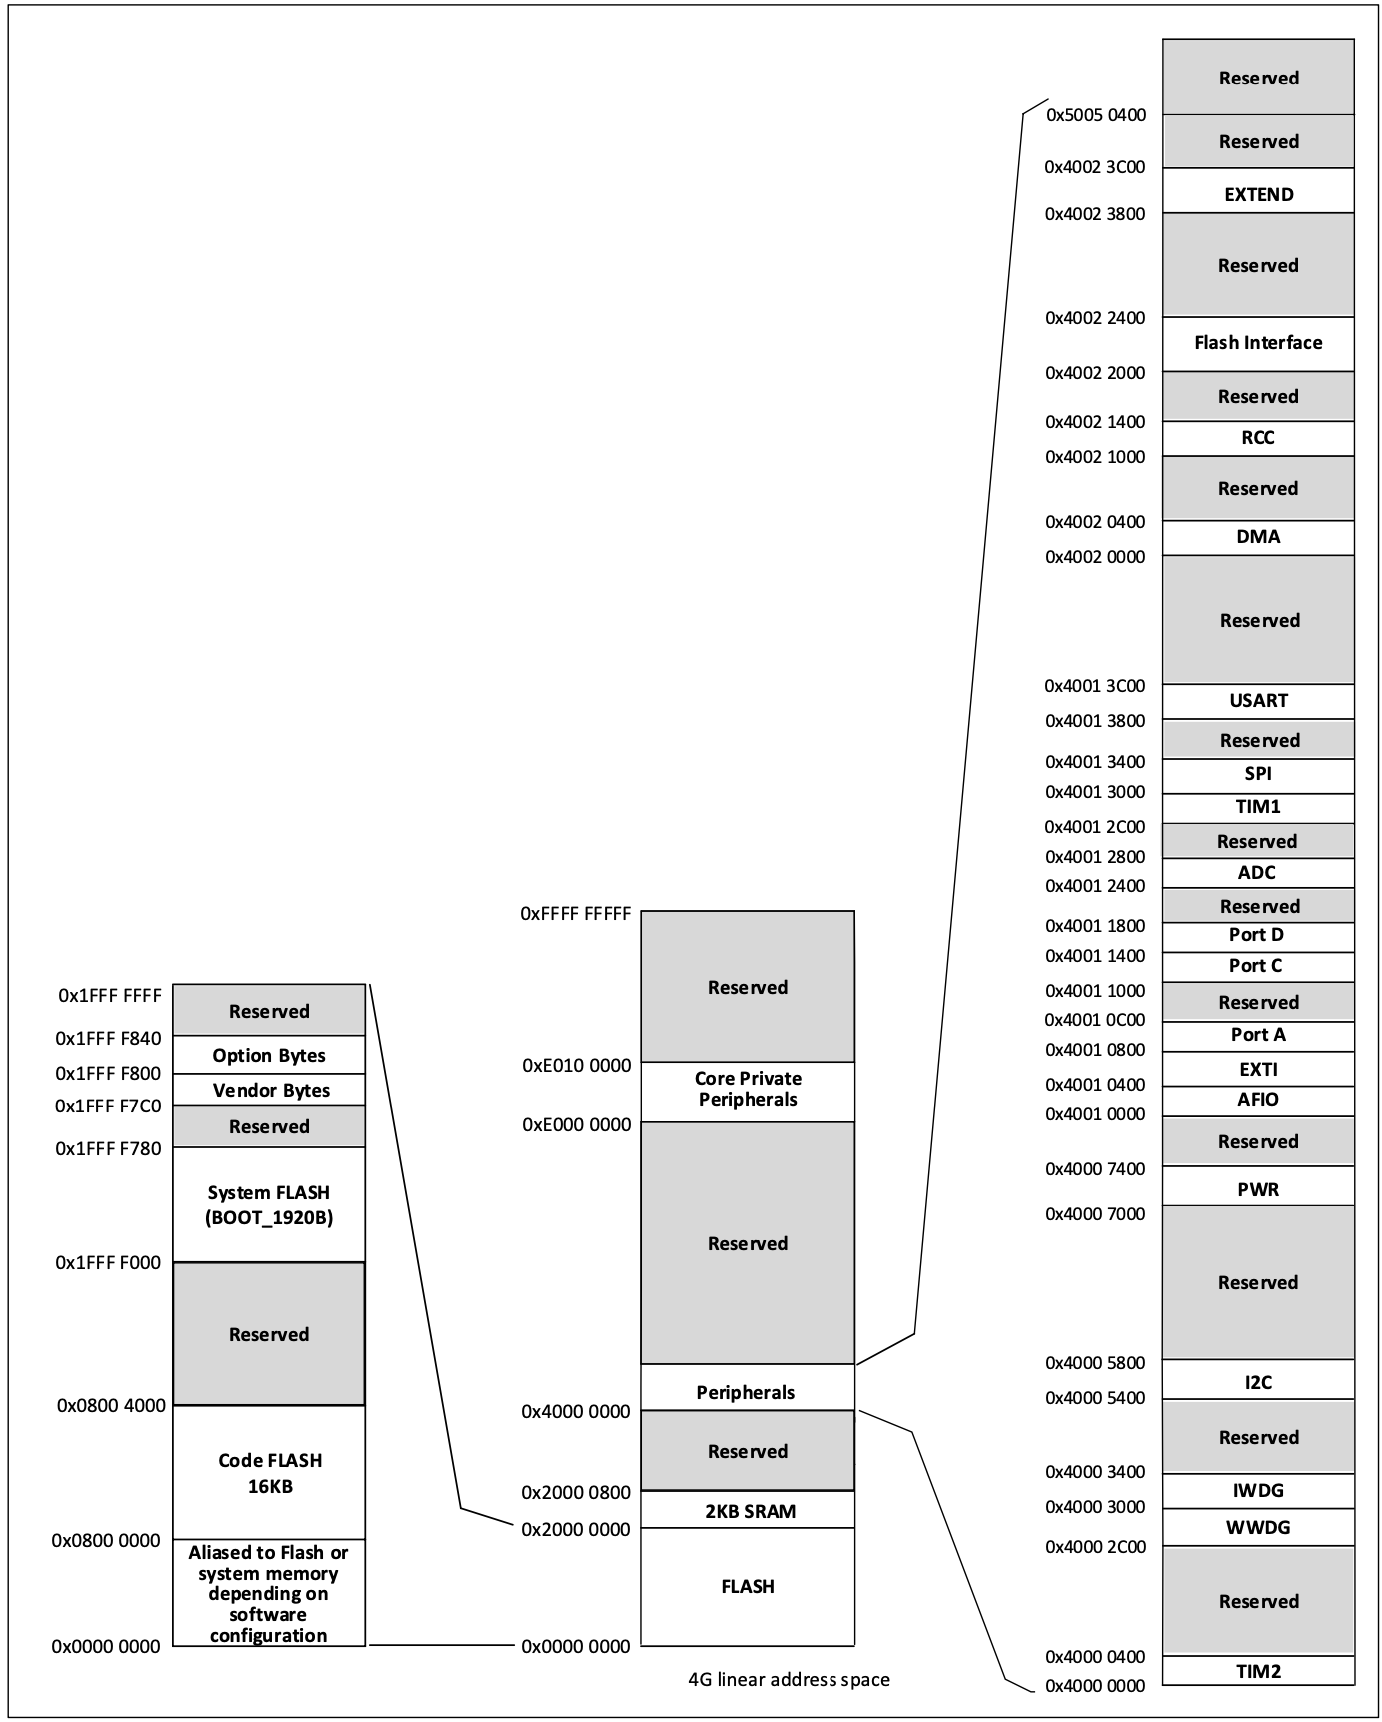 0x1FFF FFFF
Reserved
0x1FFF F840
Option Bytes
0x1FFF F800
Vendor Bytes
0x1FFF F7C0
Reserved
0x1FFF F780
System FLASH
(BOOT_1920B)
0x1FFF F000
Reserved
0x0800 4000
Code FLASH
16KB
0x0800 0000
Aliased to Flash or
system memory
depending on
software
configuration
0x0000 0000
0xFFFF FFFFF
Reserved
0xE010 0000
Core Private
Peripherals
0xE000 0000
Reserved
Peripherals
0x4000 0000
Reserved
0x2000 0800
2KB SRAM
0x2000 0000
FLASH
0x0000 0000
4G linear address space
Reserved
0x5005 0400
Reserved
0x4002 3C00
EXTEND
0x4002 3800
Reserved
0x4002 2400
Flash Interface
0x4002 2000
Reserved
0x4002 1400
RCC
0x4002 1000
Reserved
0x4002 0400
DMA
0x4002 0000
Reserved
0x4001 3C00
USART
0x4001 3800
Reserved
0x4001 3400
SPI
0x4001 3000
TIM1
0x4001 2C00
Reserved
0x4001 2800
ADC
0x4001 2400
Reserved
0x4001 1800
Port D
0x4001 1400
Port C
0x4001 1000
Reserved
0x4001 0C00
Port A
0x4001 0800
EXTI
0x4001 0400
AFIO
0x4001 0000
Reserved
0x4000 7400
PWR
0x4000 7000
Reserved
0x4000 5800
I2C
0x4000 5400
Reserved
0x4000 3400
IWDG
0x4000 3000
WWDG
0x4000 2C00
Reserved
0x4000 0400
TIM2
0x4000 0000